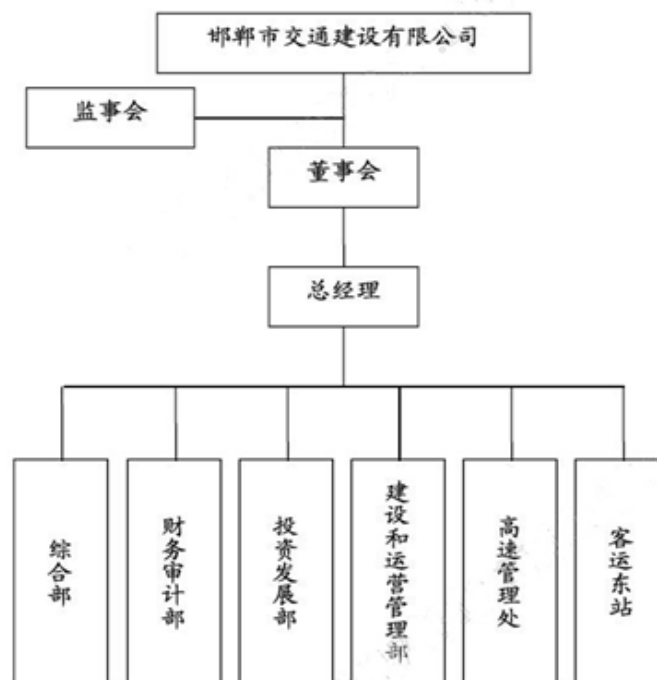 邯郸市交通建设有限公司
监事会
董事会
总经理
综合部
财务审计部
投资发展部
建设和运营管理部
高速管理处
客运东站